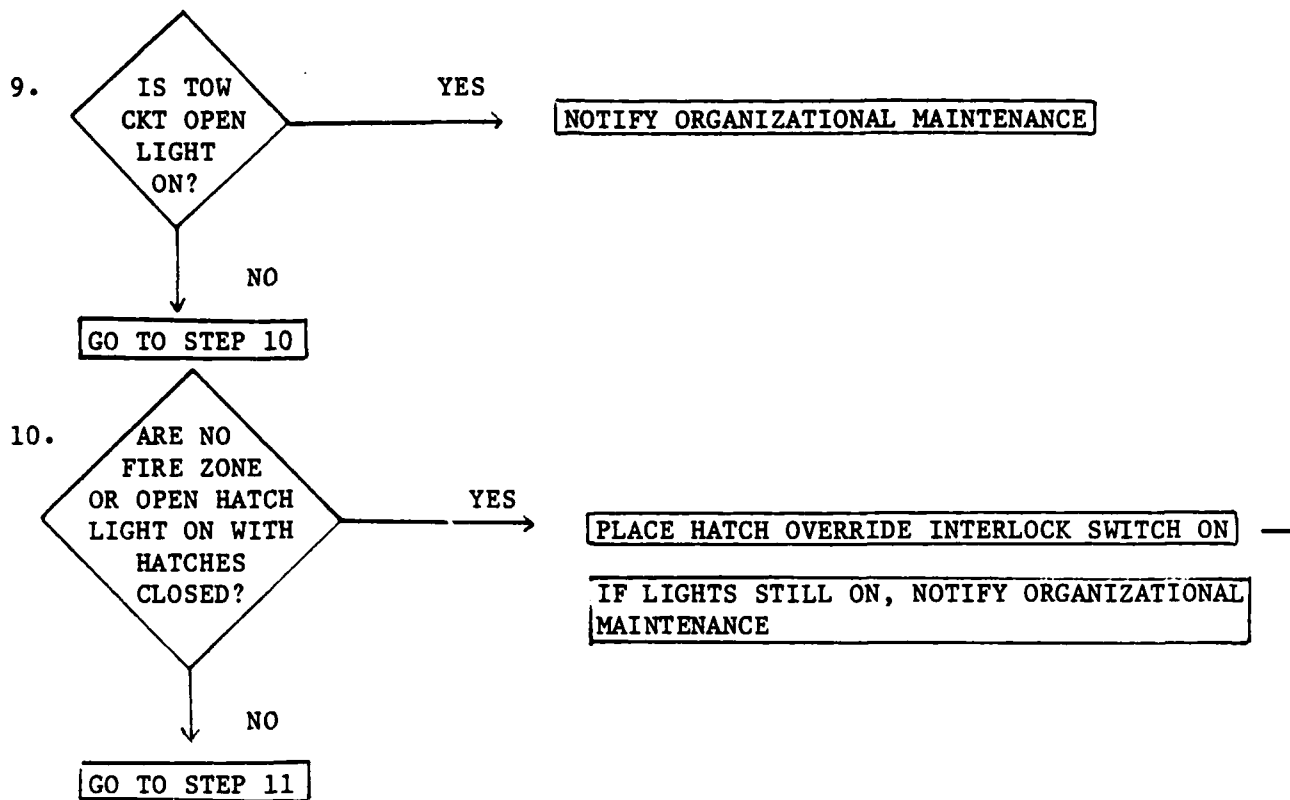 9.
IS TOW
CKT OPEN
LIGHT
ON?
YES
NOTIFY ORGANIZATIONAL MAINTENANCE
NO
GO TO STEP 10
10.
ARE NO
FIRE ZONE
OR OPEN HATCH
LIGHT ON WITH
HATCHES
CLOSED?
YES
PLACE HATCH OVERRIDE INTERLOCK SWITCH ON
IF LIGHTS STILL ON, NOTIFY ORGANIZATIONAL
MAINTENANCE
NO
GO TO STEP 11